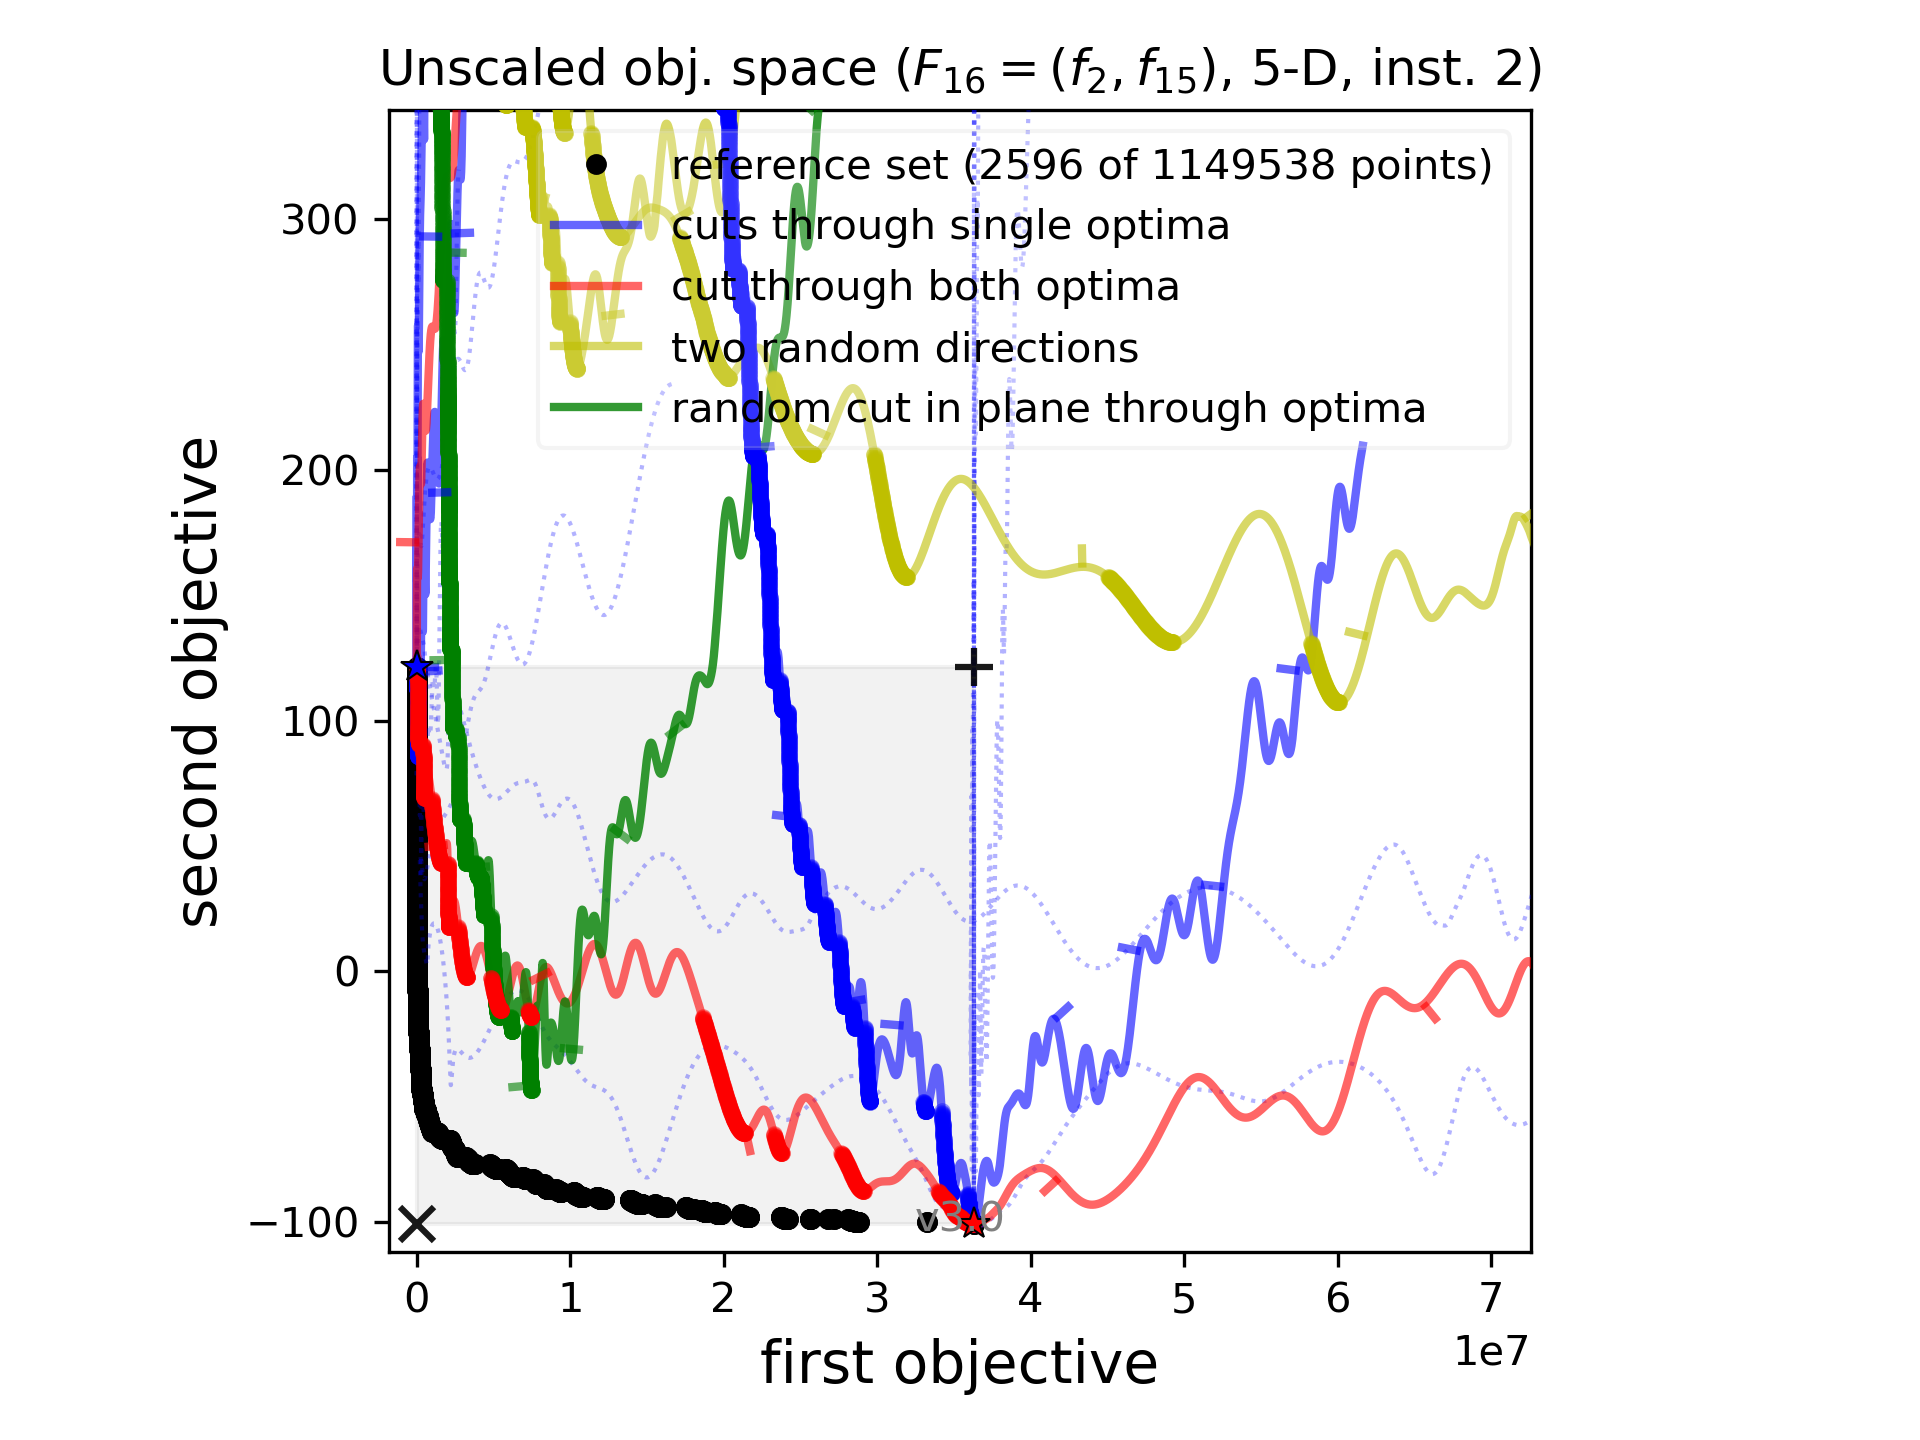 Unscaled obj. space (F₁₆ = (f₂, f₁₅), 5-D, inst. 2)
reference set (2596 of 1149538 points)
cuts through single optima
cut through both optima
two random directions
random cut in plane through optima
second objective
300
200
100
0
−100
v3.0
0 1 2 3 4 5 6 7
1e7
first objective